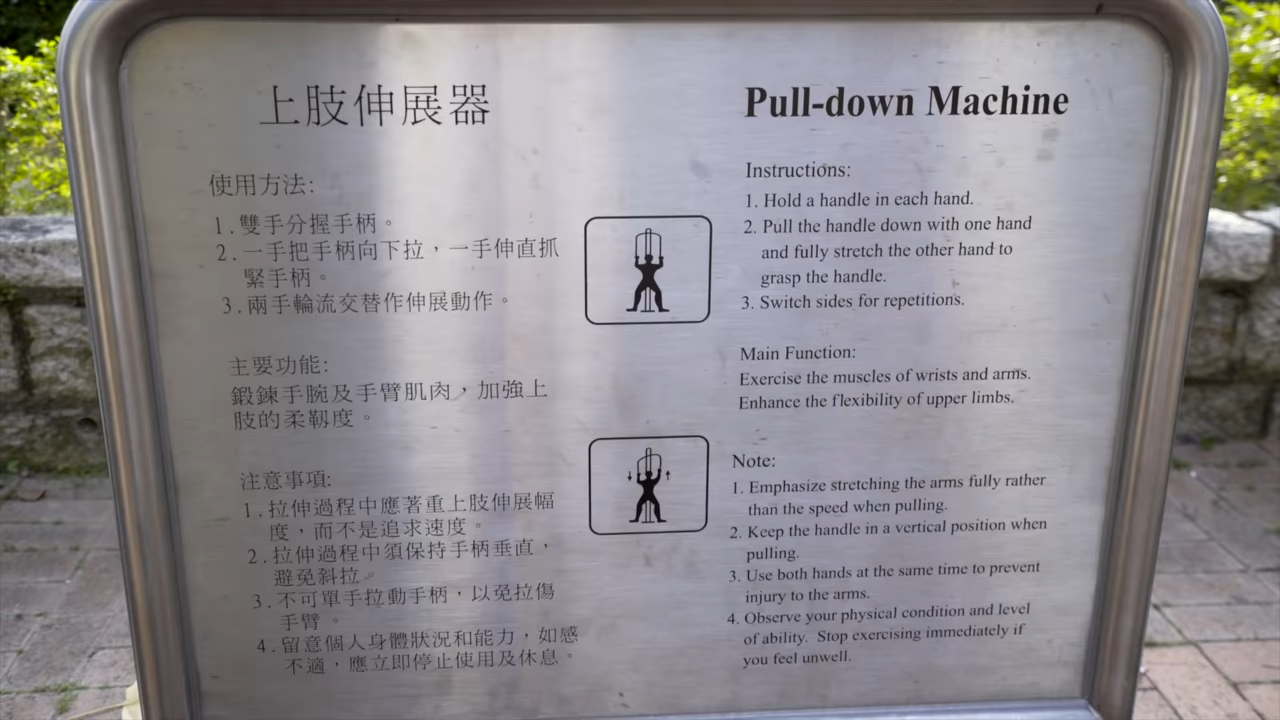 上肢伸展器
使用方法:
1. 雙手分握手柄。
2. 一手把手柄向下拉，一手伸直抓
緊手柄。
3. 兩手輪流交替作伸展動作。
主要功能:
鍛鍊手腕及手臂肌肉，加強上
肢的柔韌度。
注意事項:
1. 拉伸過程中應著重上肢伸展幅
度，而不是追求速度。
2. 拉伸過程中須保持手柄垂直，
避免斜拉。
3. 不可單手拉動手柄，以免拉傷
手臂。
4. 留意個人身體狀況和能力，如感
不適，應立即停止使用及休息。
Pull-down Machine
Instructions:
1. Hold a handle in each hand.
2. Pull the handle down with one hand
and fully stretch the other hand to
grasp the handle.
3. Switch sides for repetitions.
Main Function:
Exercise the muscles of wrists and arms.
Enhance the flexibility of upper limbs.
Note:
1. Emphasize stretching the arms fully rather
than the speed when pulling.
2. Keep the handle in a vertical position when
pulling.
3. Use both hands at the same time to prevent
injury to the arms.
4. Observe your physical condition and level
of ability. Stop exercising immediately if
you feel unwell.